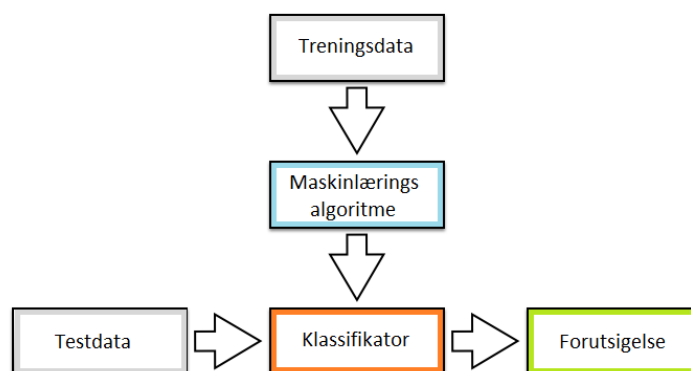 Treningsdata
Maskinlærings
algoritme
Testdata
Klassifikator
Forutsigelse